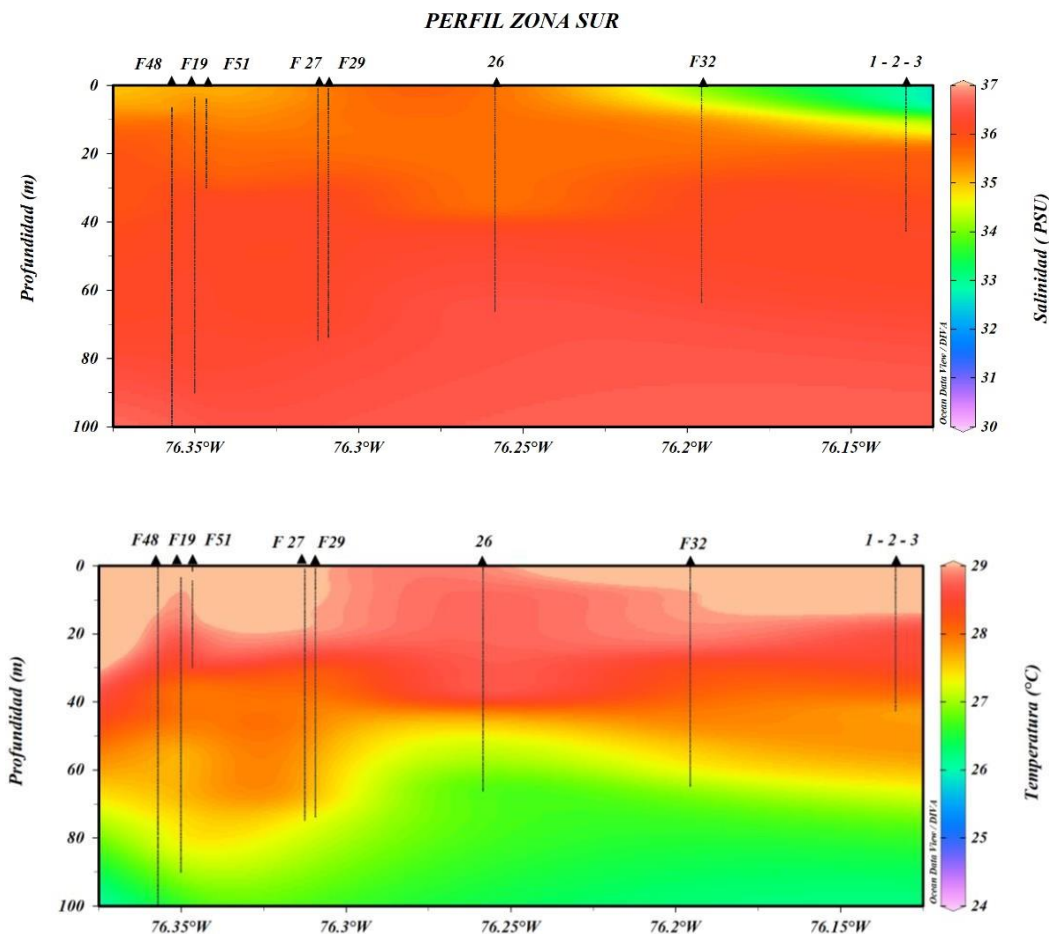 PERFIL ZONA SUR
F48 F19 F51 F 27 F29 26 F32 1 - 2 - 3
0
20
40
60
80
100
Profundidad (m)
76.35°W 76.3°W 76.25°W 76.2°W 76.15°W
Ocean Data View / DIVA
37
36
35
34
33
32
31
30
Salinidad ( PSU)
F48 F19 F51 F 27 F29 26 F32 1 - 2 - 3
0
20
40
60
80
100
Profundidad (m)
76.35°W 76.3°W 76.25°W 76.2°W 76.15°W
Ocean Data View / DIVA
29
28
27
26
25
24
Temperatura (°C)